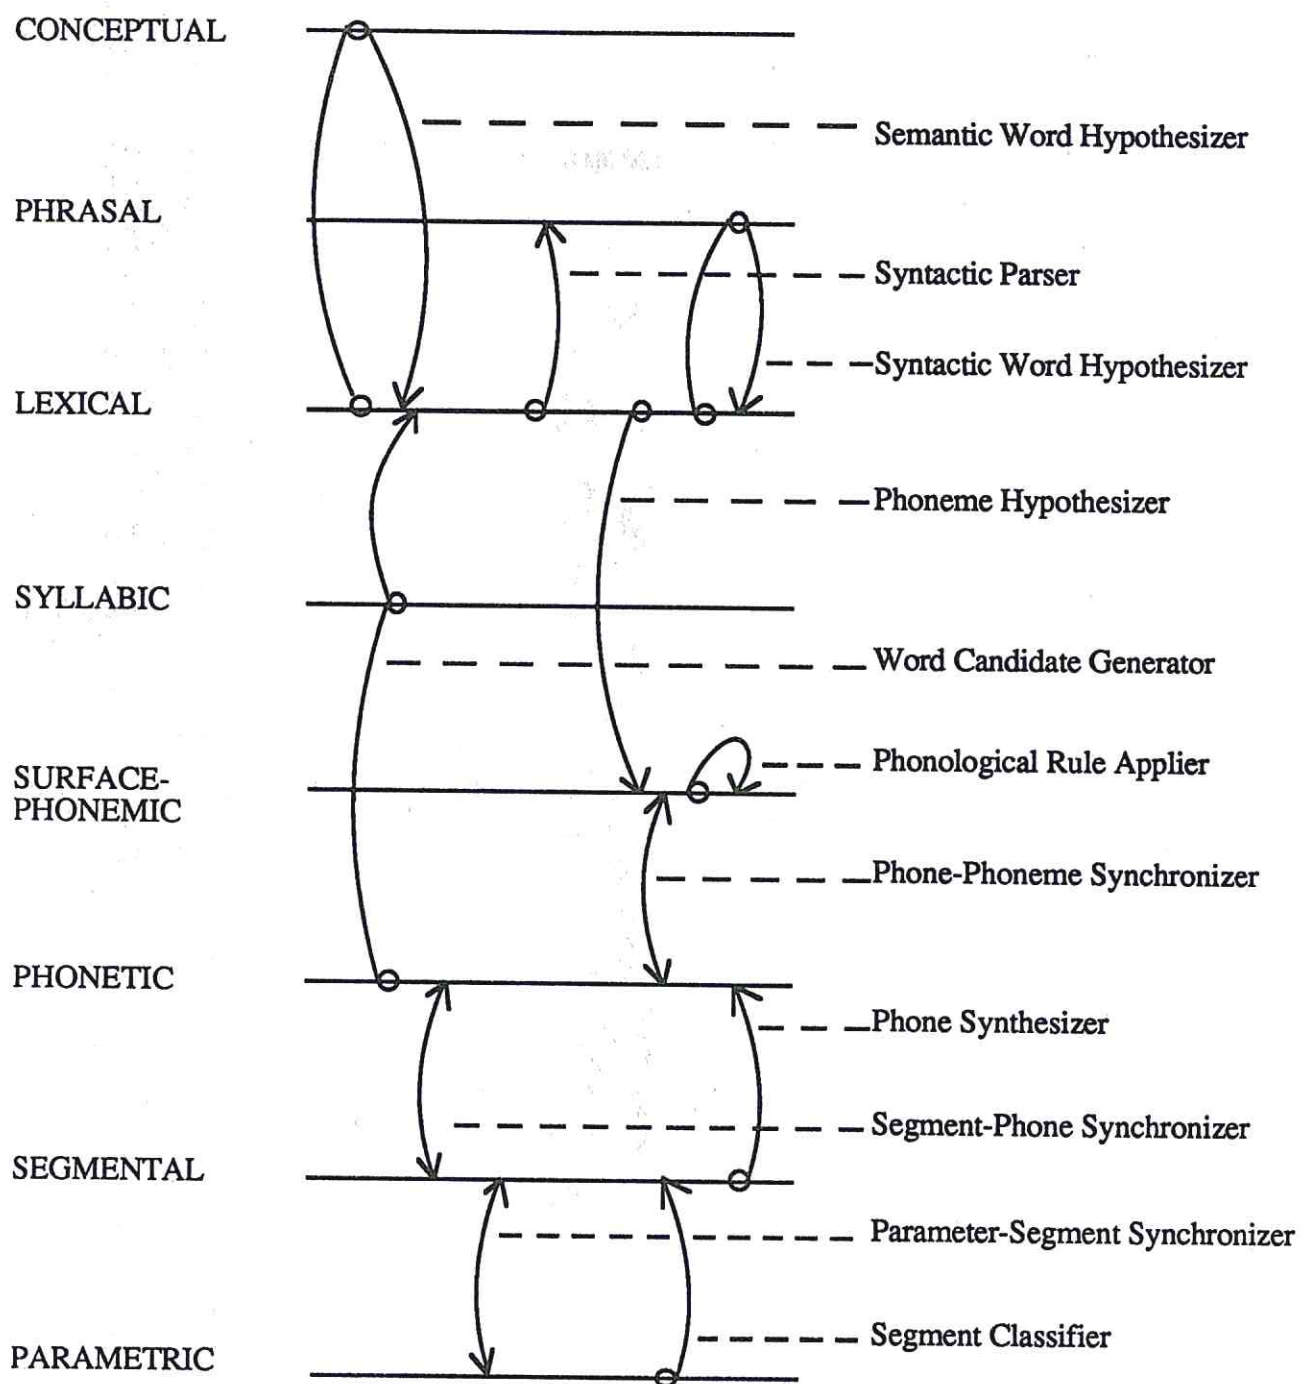 CONCEPTUAL
Semantic Word Hypothesizer
PHRASAL
Syntactic Parser
Syntactic Word Hypothesizer
LEXICAL
Phoneme Hypothesizer
SYLLABIC
Word Candidate Generator
Phonological Rule Applier
SURFACE-
PHONEMIC
Phone-Phoneme Synchronizer
PHONETIC
Phone Synthesizer
Segment-Phone Synchronizer
SEGMENTAL
Parameter-Segment Synchronizer
Segment Classifier
PARAMETRIC